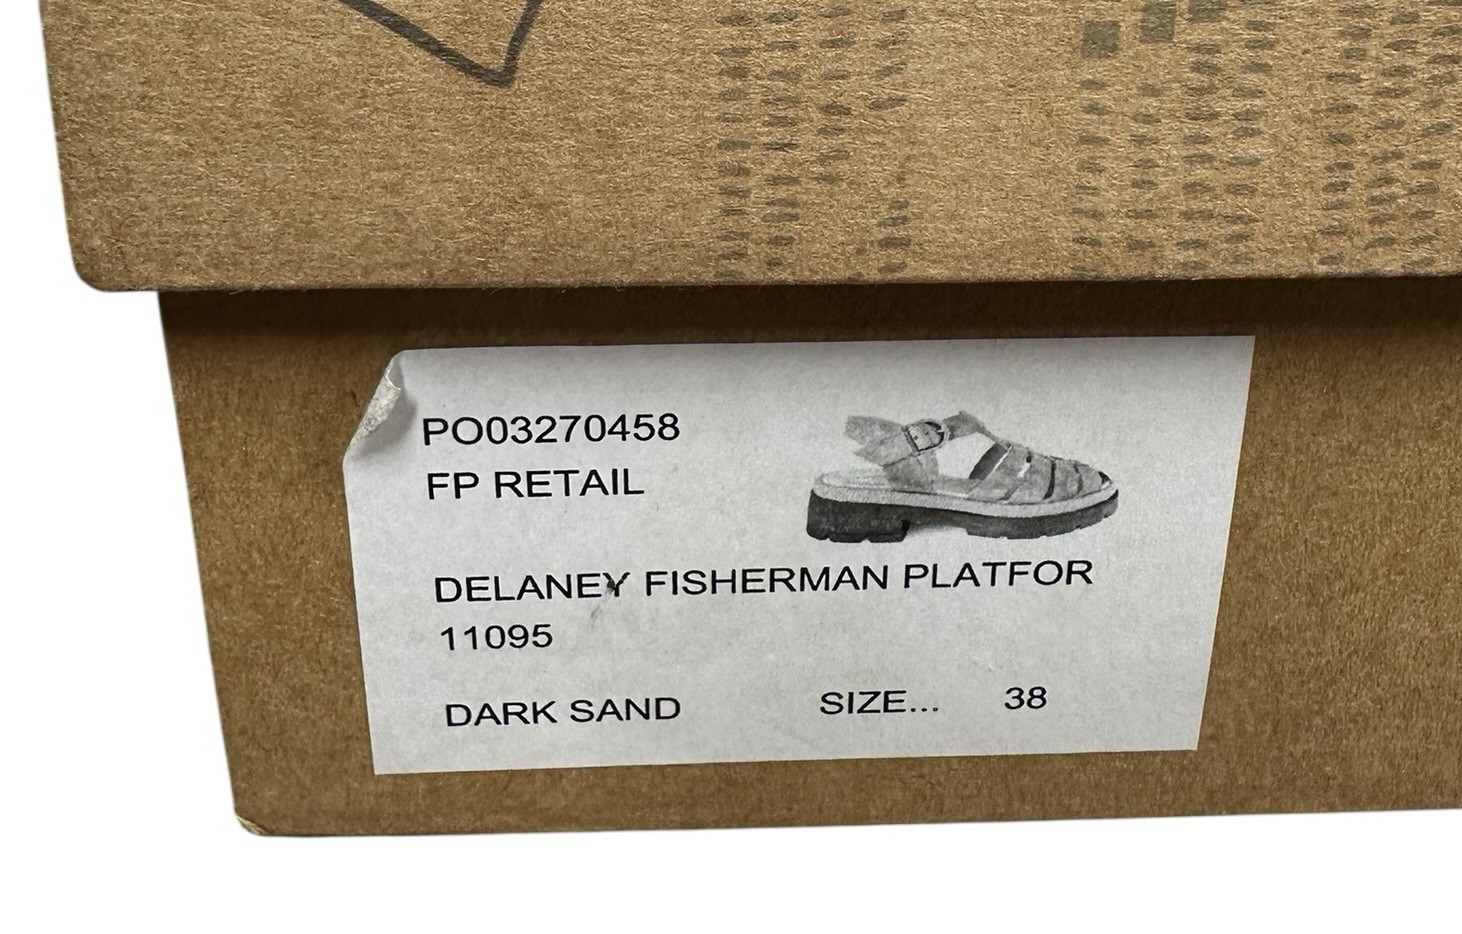 PO03270458
FP RETAIL
DELANEY FISHERMAN PLATFOR
11095
DARK SAND SIZE... 38